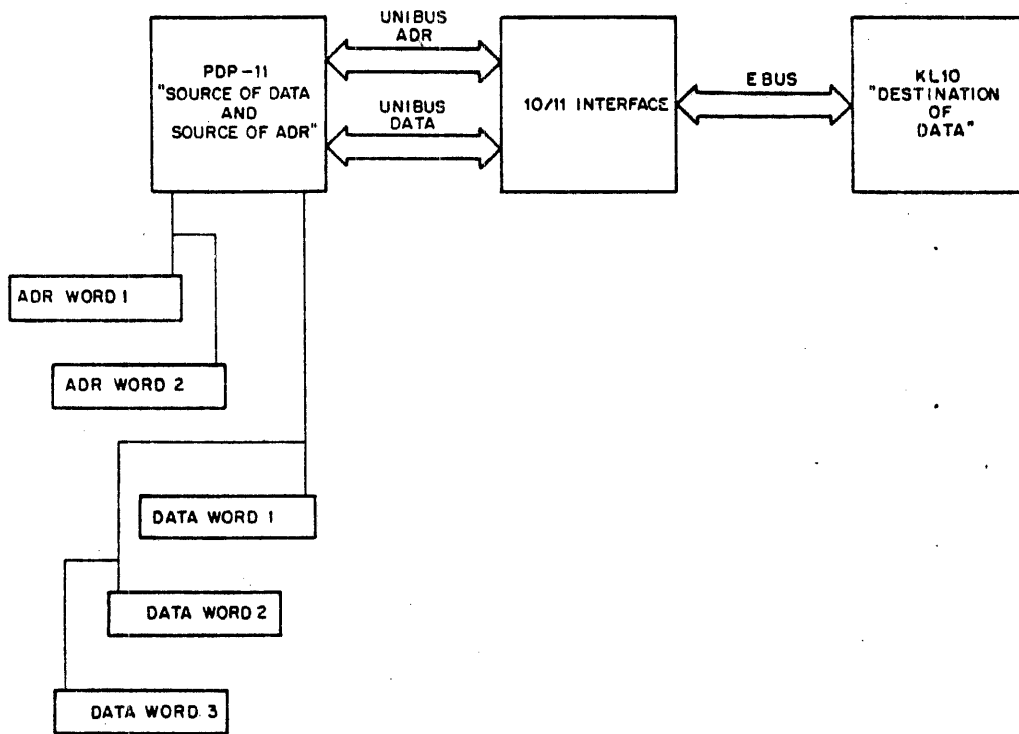 PDP-11
"SOURCE OF DATA
AND
SOURCE OF ADR"
UNIBUS
ADR
UNIBUS
DATA
10/11 INTERFACE
EBUS
KL10
"DESTINATION
OF
DATA"
ADR WORD 1
ADR WORD 2
DATA WORD 1
DATA WORD 2
DATA WORD 3